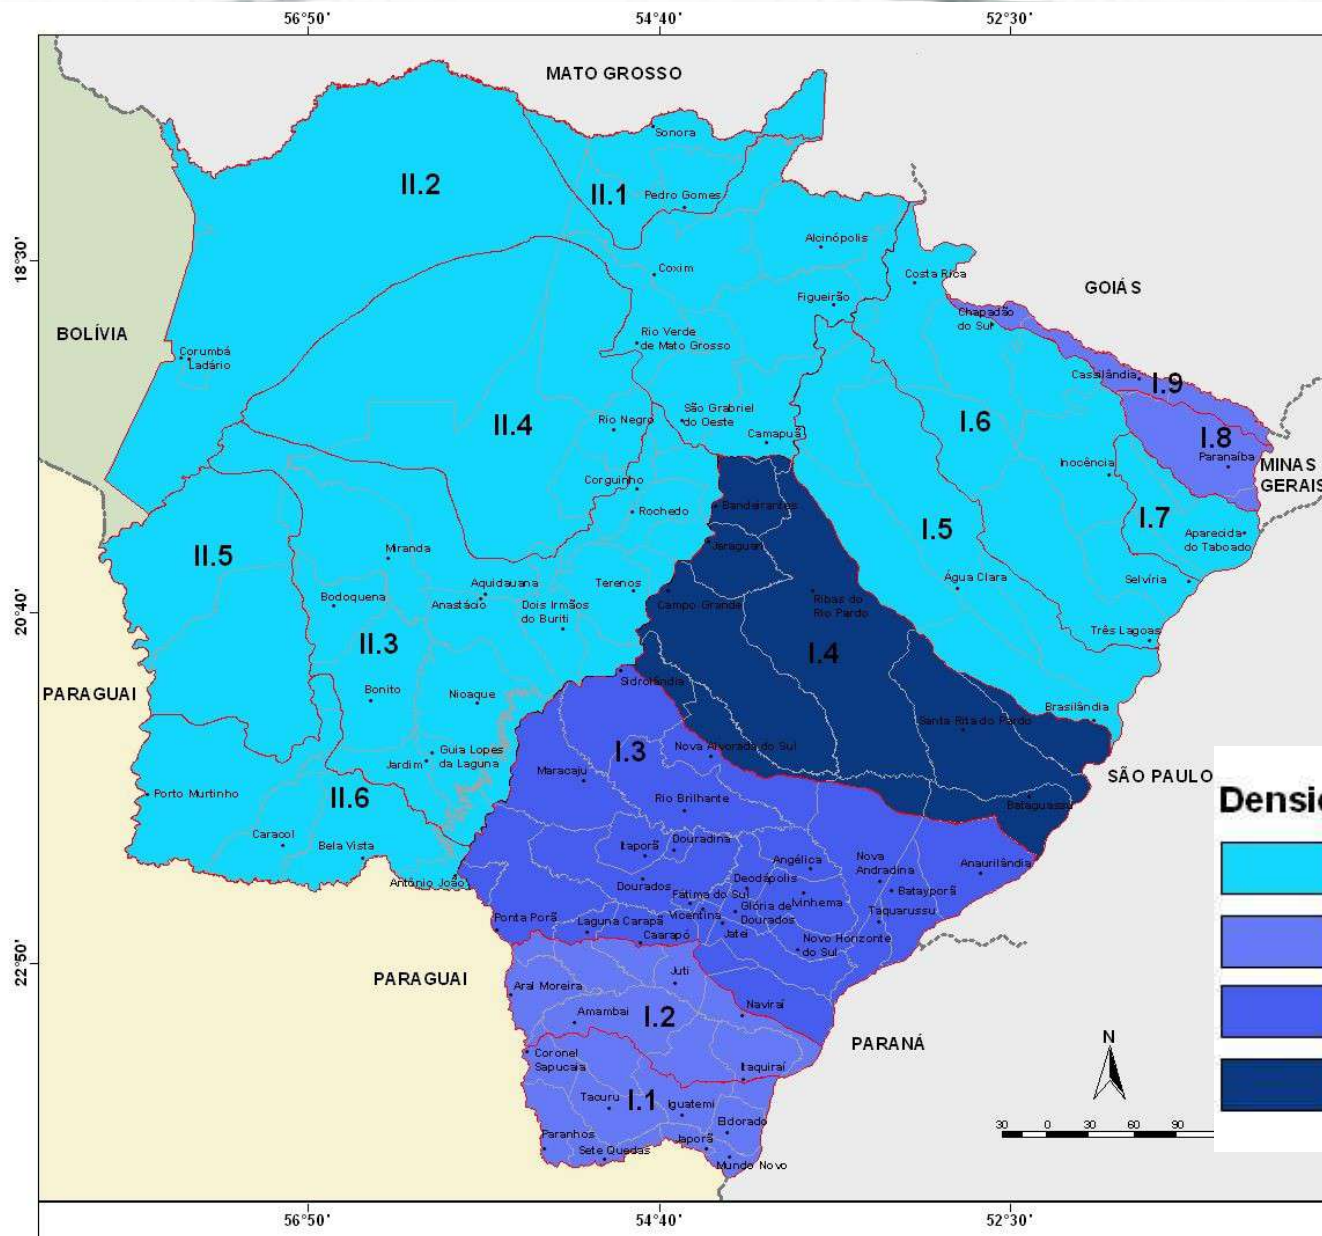 56°50'
54°40'
52°30'
MATO GROSSO
Sonora
II.2
II.1
Pedro Gomes
Alcinópolis
18°30'
Coxim
Costa Rica
GOIÁS
Figueirão
Chapadão
do Sul
BOLÍVIA
Rio Verde
de Mato Grosso
Corumbá
Ladário
Cassilândia
I.9
São Grabriel
do Oeste
Rio Negro
II.4
I.6
Camapuã
I.8
Paranaíba
MINAS
GERAIS
Inocência
Corguinho
Bandeirantes
Rochedo
I.7
I.5
Aparecida
do Taboado
Jaraguari
II.5
Miranda
Aquidauana
Terenos
Água Clara
Selvíria
Bodoquena
Anastácio
Dois Irmãos
do Buriti
Campo Grande
Ribas do
Rio Pardo
20°40'
Três Lagoas
II.3
I.4
PARAGUAI
Sidrolândia
Bonito
Nioaque
Brasilândia
Santa Rita do Pardo
I.3
Nova Alvorada do Sul
Guia Lopes
da Laguna
Jardim
Maracaju
SÃO PAULO
Porto Murtinho
II.6
Rio Brilhante
Bataguassu
Densi
Caracol
Bela Vista
Itaporã
Douradina
Angélica
Nova
Andradina
Anaurilândia
Antônio João
Dourados
Deodápolis
Fátima do Sul
Ivinhema
Batayporã
Glória de
Dourados
Vicentina
Taquarussu
Ponta Porã
Laguna Carapã
Caarapó
Jateí
Novo Horizonte
do Sul
22°50'
PARAGUAI
Juti
Aral Moreira
Amambai
I.2
Naviraí
PARANÁ
N
Coronel
Sapucaia
Itaquiraí
Tacuru
I.1
Iguatemi
Eldorado
30 0 30 60 90
Paranhos
Sete Quedas
Japorã
Mundo Novo
56°50'
54°40'
52°30'